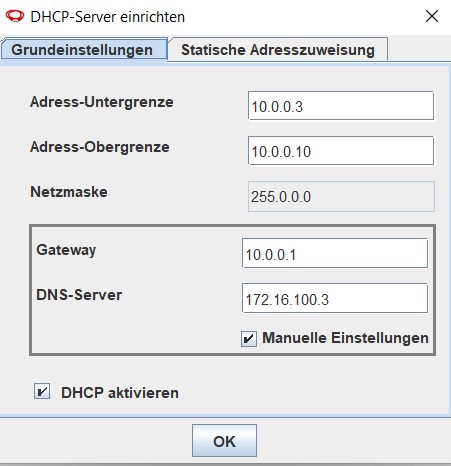 DHCP-Server einrichten
Grundeinstellungen Statische Adresszuweisung
Adress-Untergrenze 10.0.0.3
Adress-Obergrenze 10.0.0.10
Netzmaske 255.0.0.0
Gateway 10.0.0.1
DNS-Server 172.16.100.3
Manuelle Einstellungen
DHCP aktivieren
OK